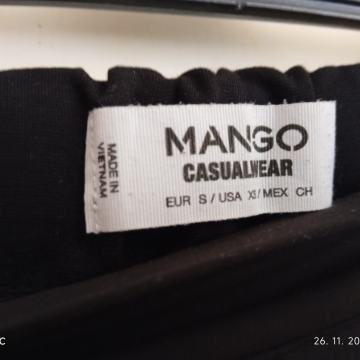 MANGO
CASUALWEAR
EUR S / USA XS / MEX CH
MADE IN
VIETNAM
26. 11. 20